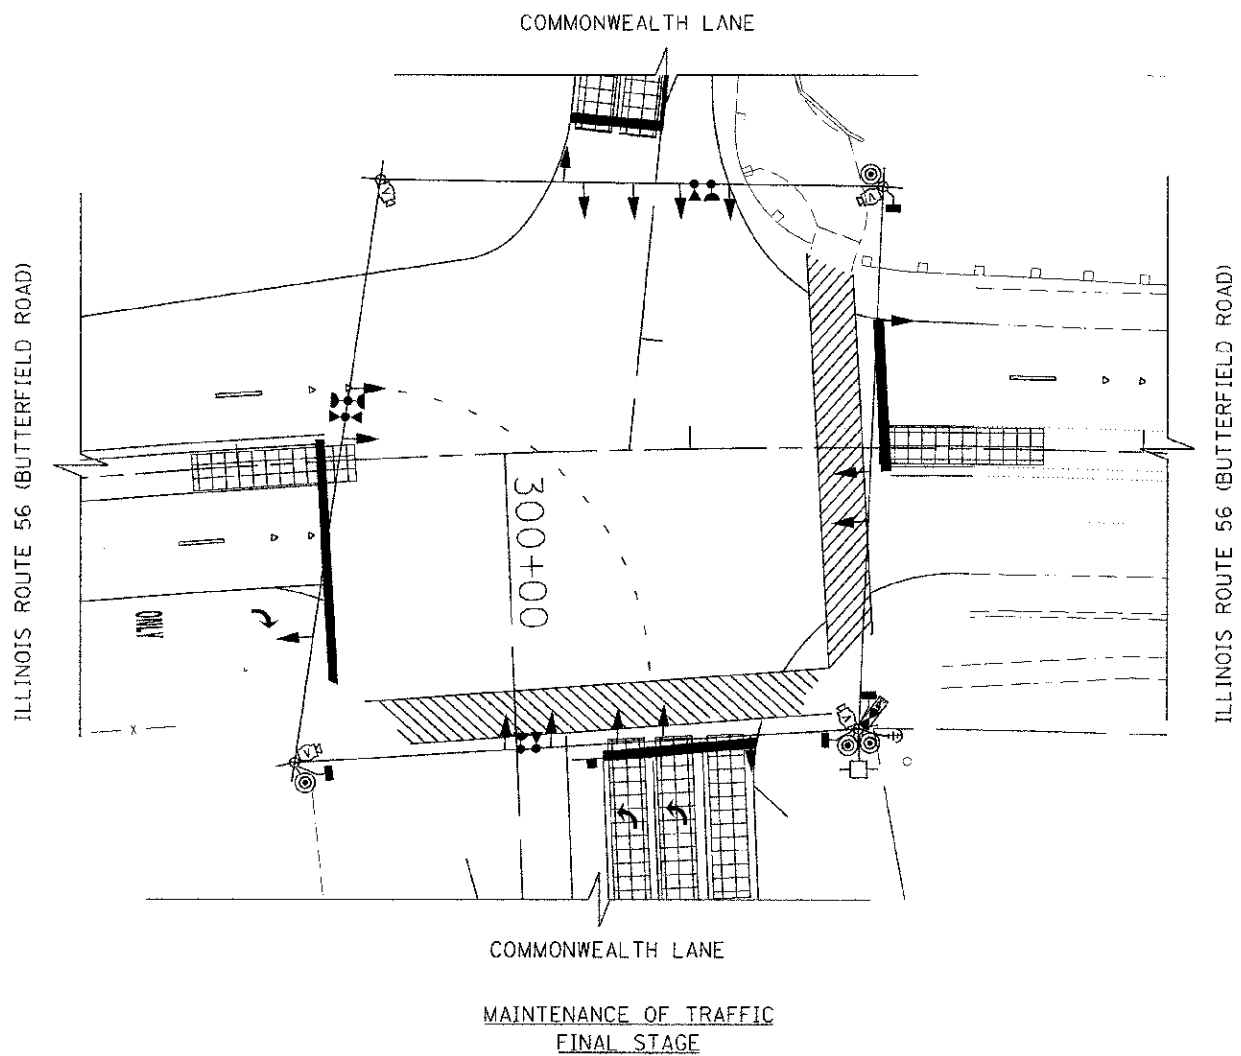 COMMONWEALTH LANE
ILLINOIS ROUTE 56 (BUTTERFIELD ROAD)
ILLINOIS ROUTE 56 (BUTTERFIELD ROAD)
300+00
ONLY
X
V
V
V
V
COMMONWEALTH LANE
MAINTENANCE OF TRAFFIC
FINAL STAGE